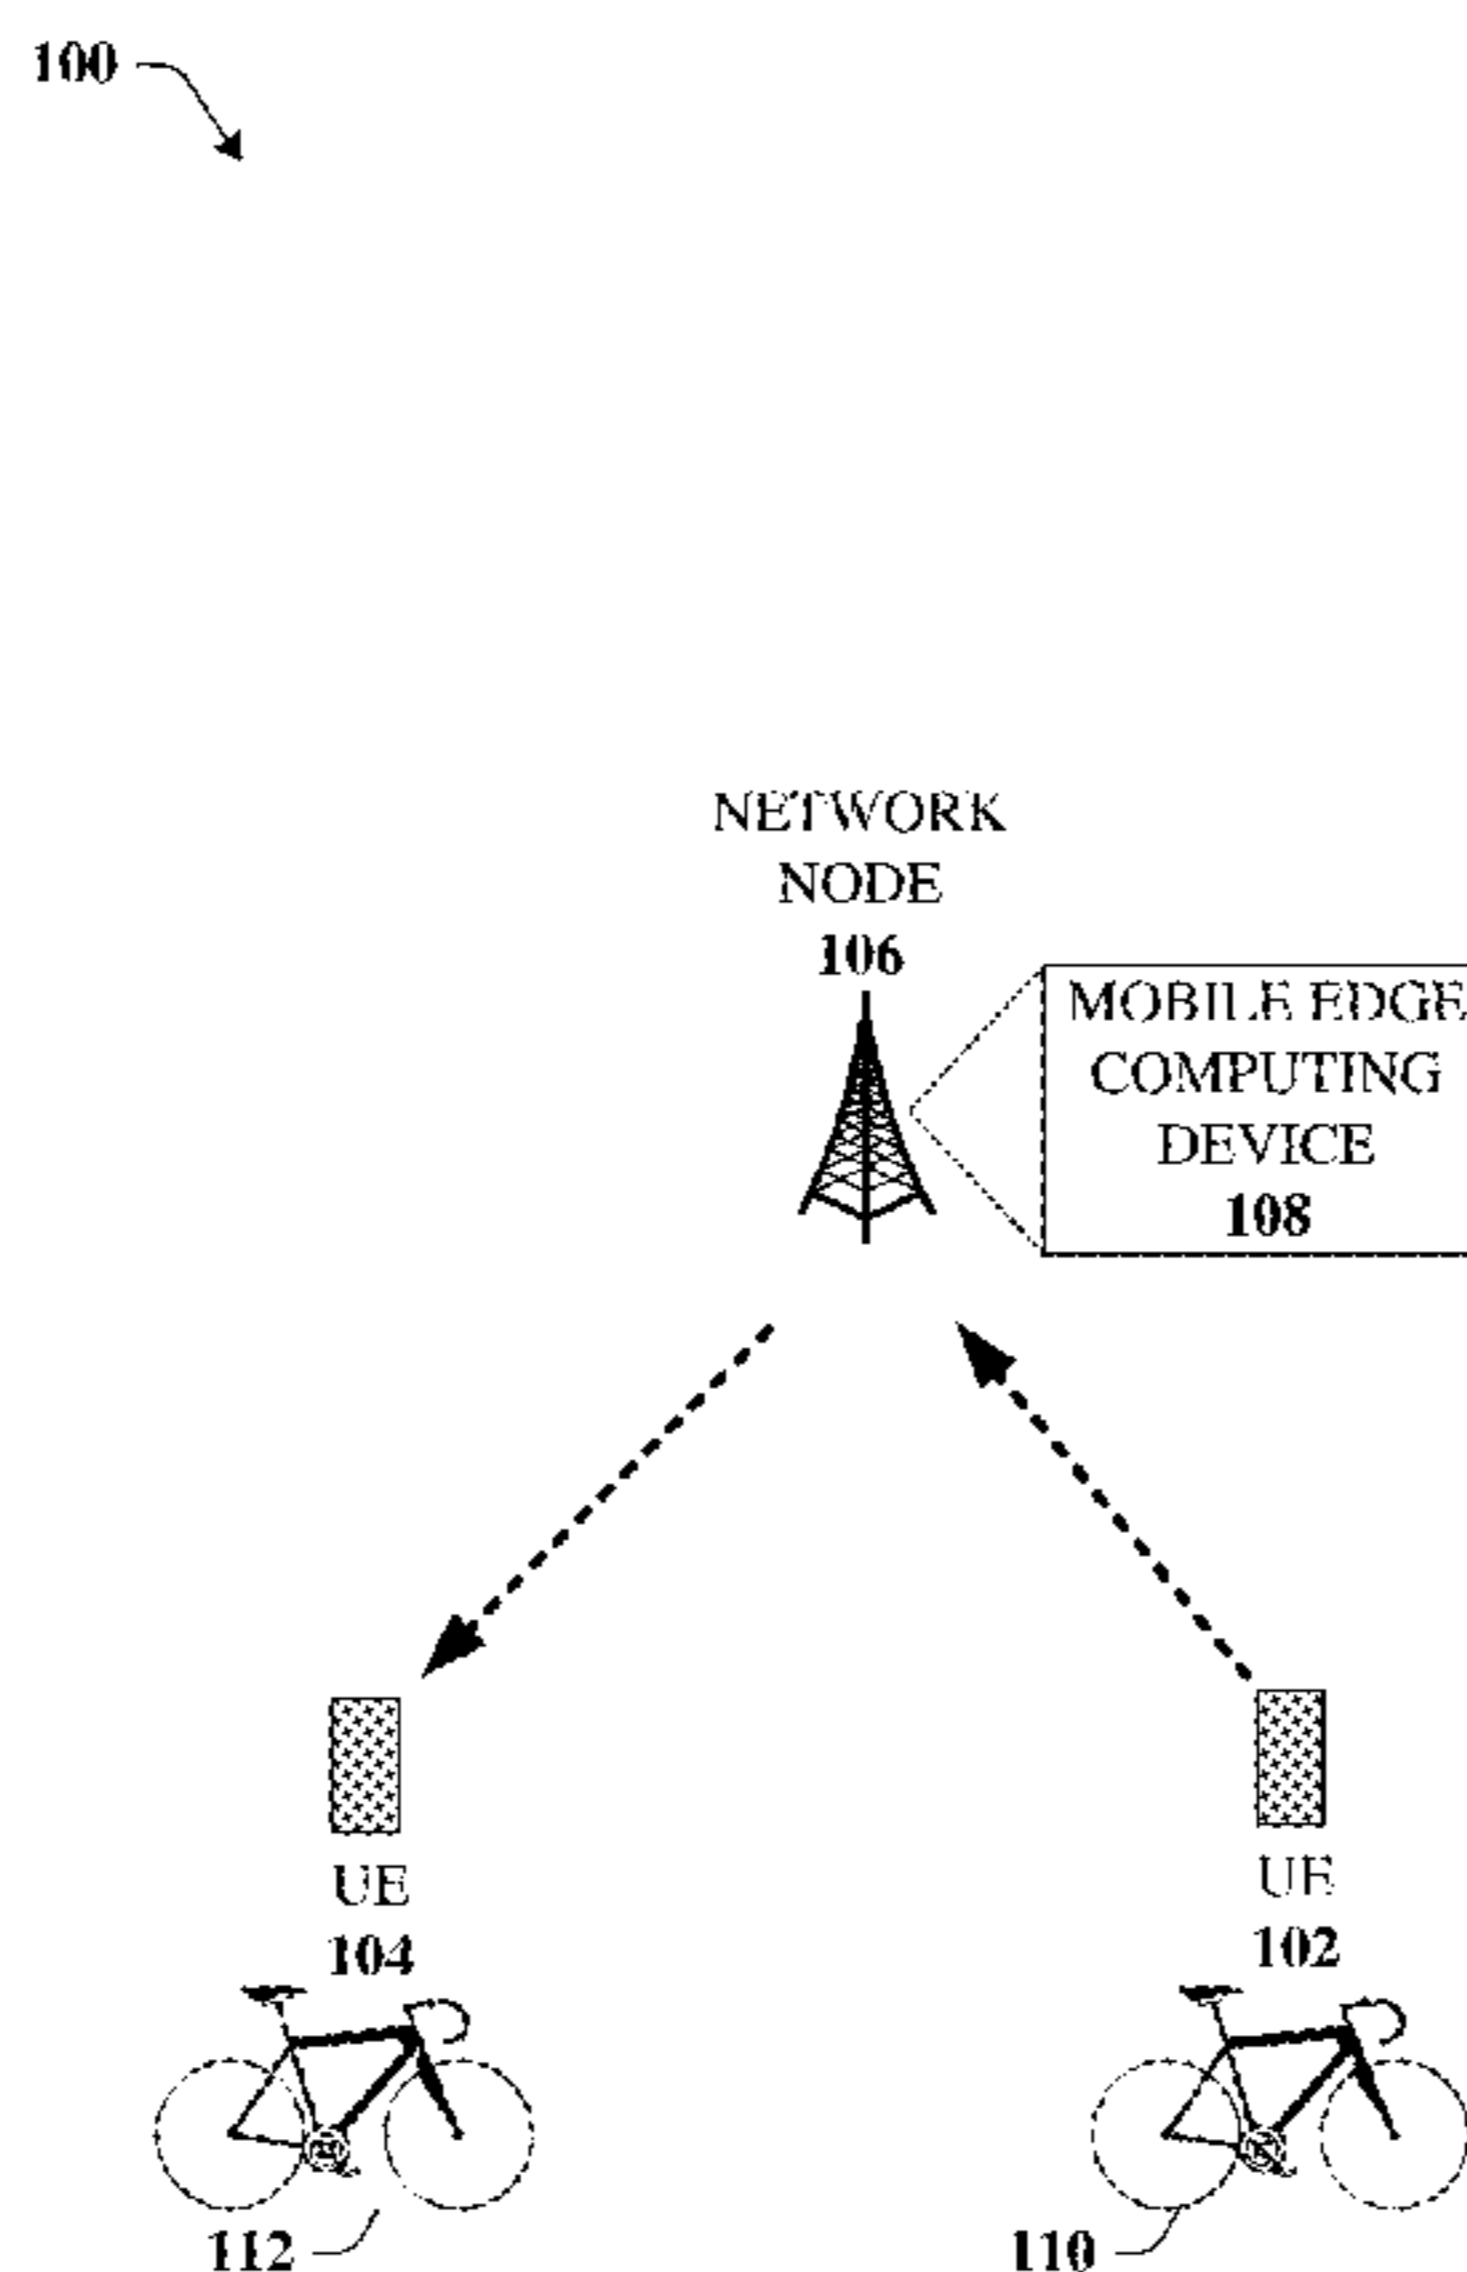 100
NETWORK
NODE
106
MOBILE EDGE
COMPUTING
DEVICE
108
UE
104
UE
102
112
110